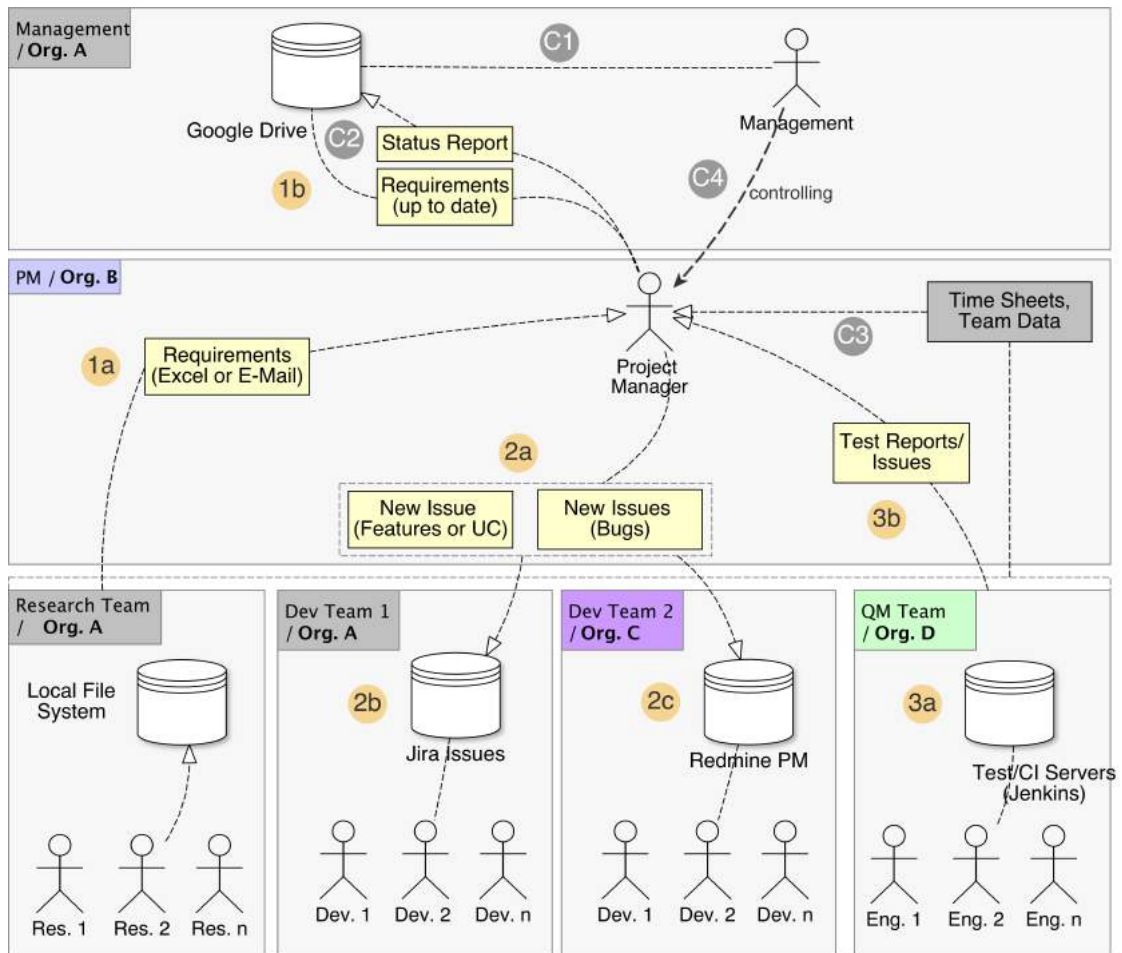 Management
/ Org. A
C1
Google Drive
C2
Status Report
Management
1b
Requirements
(up to date)
C4
controlling
PM / Org. B
Time Sheets,
Team Data
C3
1a
Requirements
(Excel or E-Mail)
Project
Manager
2a
Test Reports/
Issues
New Issue
(Features or UC)
New Issues
(Bugs)
3b
Research Team
/ Org. A
Local File
System
Res. 1
Res. 2
Res. n
Dev Team 1
/ Org. A
2b
Jira Issues
Dev. 1
Dev. 2
Dev. n
Dev Team 2
/ Org. C
2c
Redmine PM
Dev. 1
Dev. 2
Dev. n
QM Team
/ Org. D
3a
Test/CI Servers
(Jenkins)
Eng. 1
Eng. 2
Eng. n